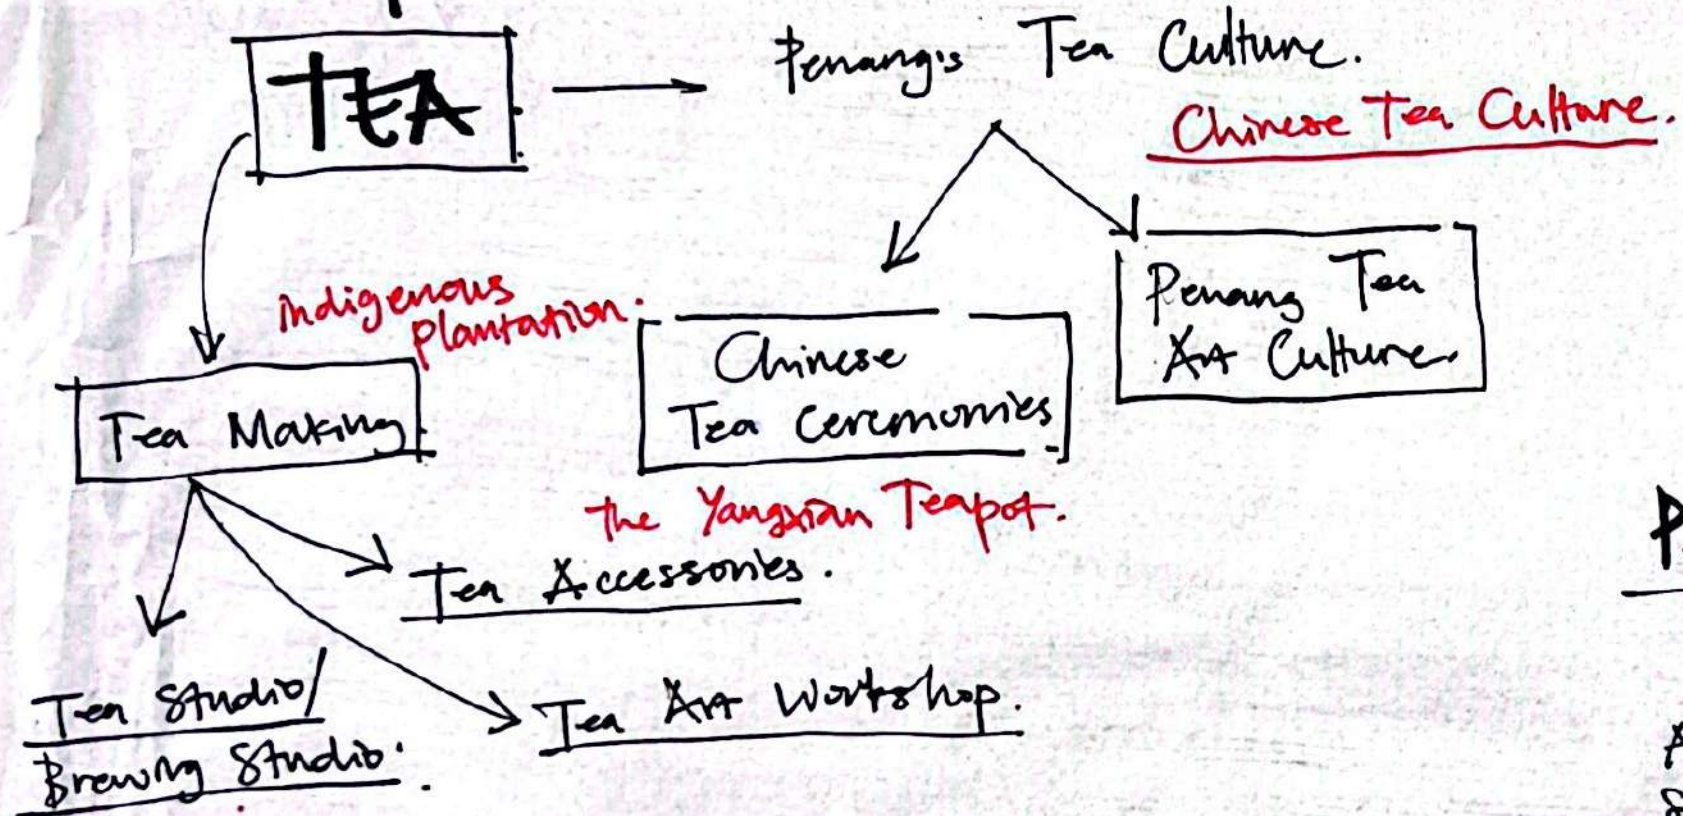 TEA
Penang's Tea Culture.
Chinese Tea Culture.
indigenous
plantation.
Penang Tea
Art Culture.
Chinese
Tea Ceremonies
Tea Making
the Yangxian Teapot.
Tea Accessories.
Tea Art Workshop.
Tea Studio/
Brewing Studio.